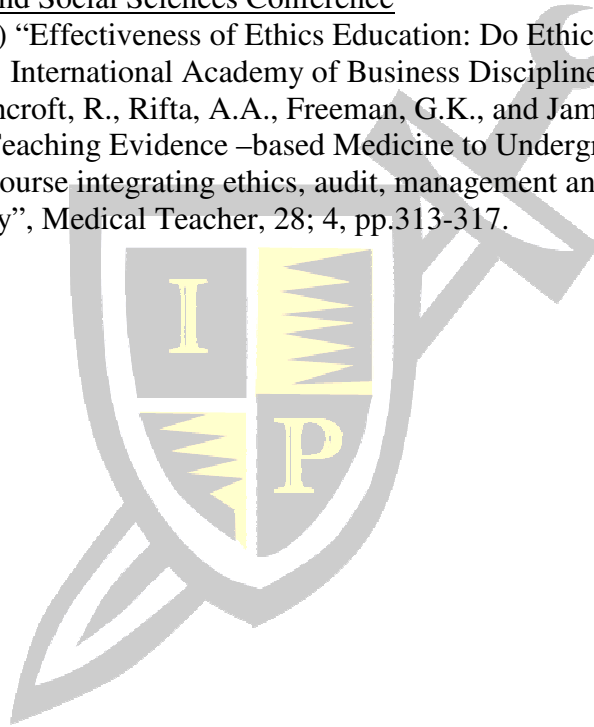 nd Social Sciences Conference
) “Effectiveness of Ethics Education: Do Ethic
International Academy of Business Discipline
ncroft, R., Rifta, A.A., Freeman, G.K., and Jam
Teaching Evidence –based Medicine to Undergr
ourse integrating ethics, audit, management an
y”, Medical Teacher, 28; 4, pp.313-317.
I
P